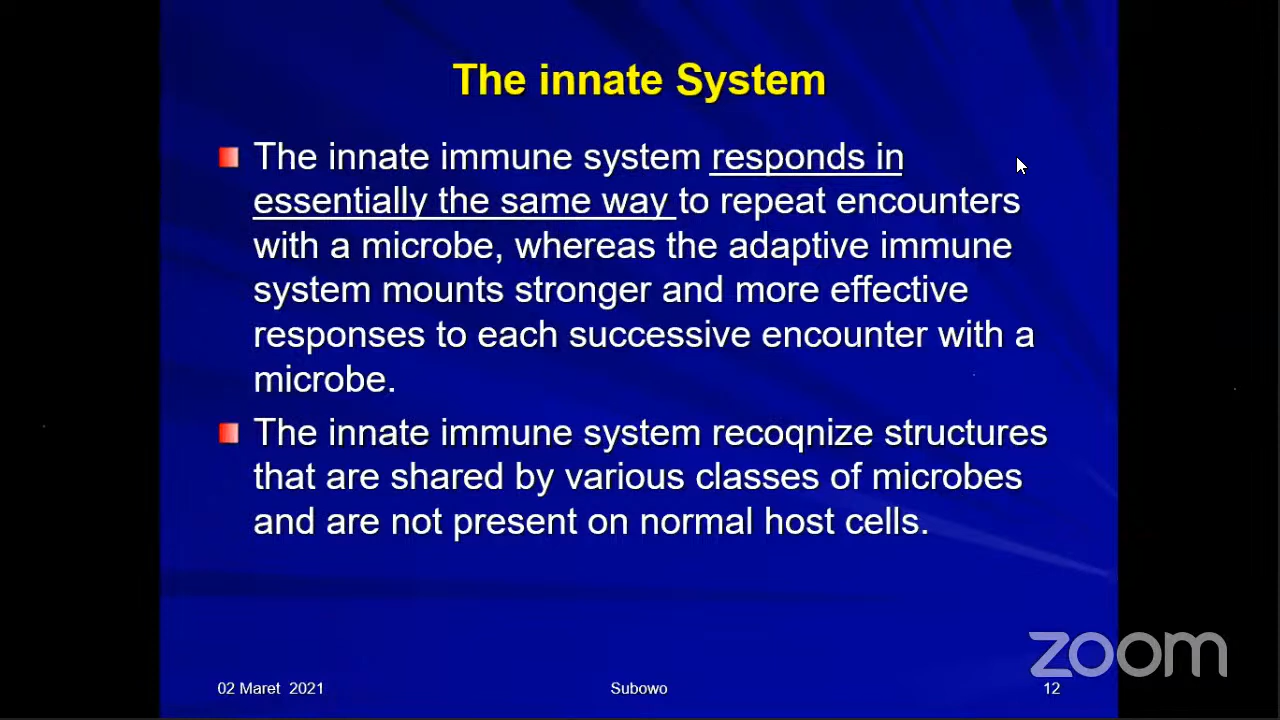 The innate System
The innate immune system responds in
essentially the same way to repeat encounters
with a microbe, whereas the adaptive immune
system mounts stronger and more effective
responses to each successive encounter with a
microbe.
The innate immune system recoqnize structures
that are shared by various classes of microbes
and are not present on normal host cells.
zoom
02 Maret 2021
Subowo
12